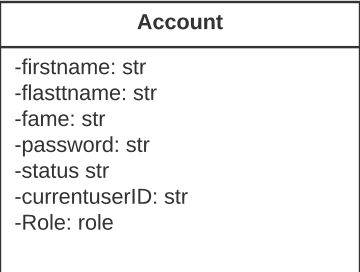 Account
-firstname: str
-flasttname: str
-fame: str
-password: str
-status str
-currentuserID: str
-Role: role